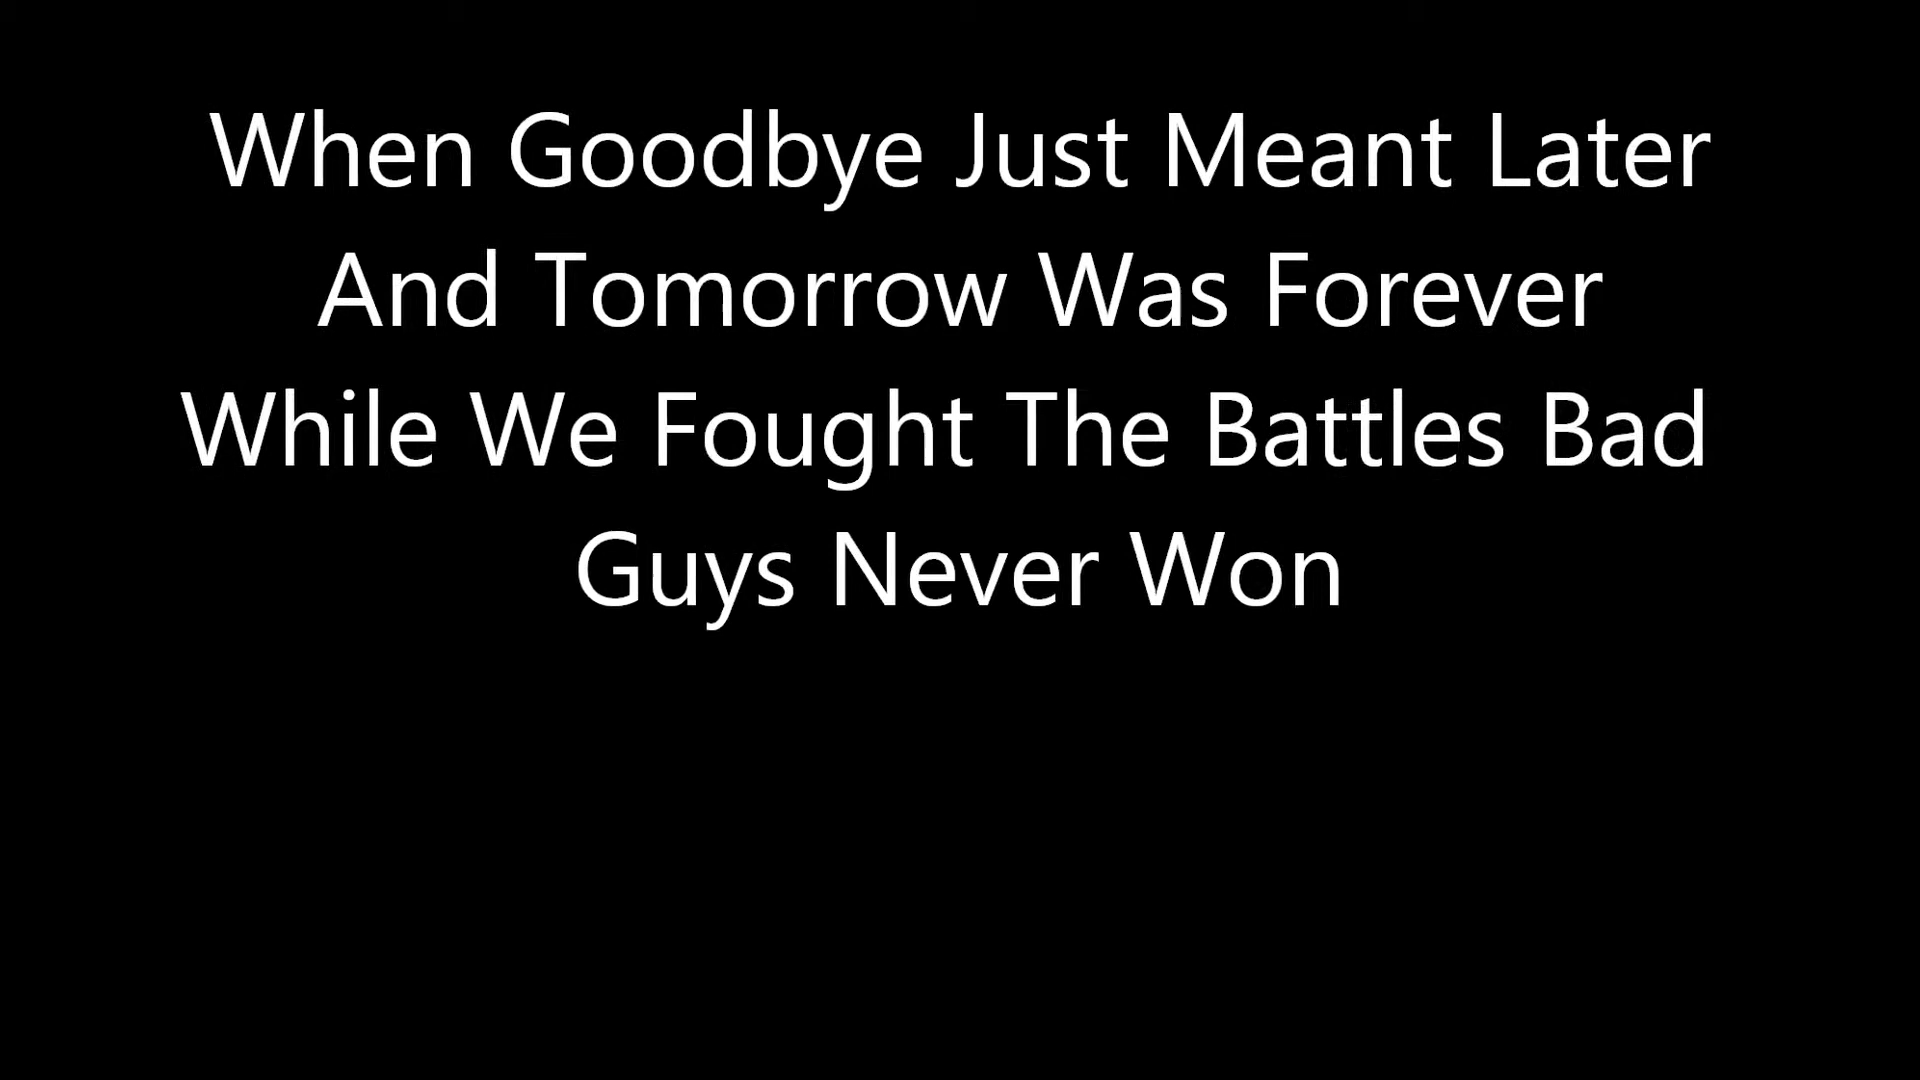 When Goodbye Just Meant Later
And Tomorrow Was Forever
While We Fought The Battles Bad
Guys Never Won